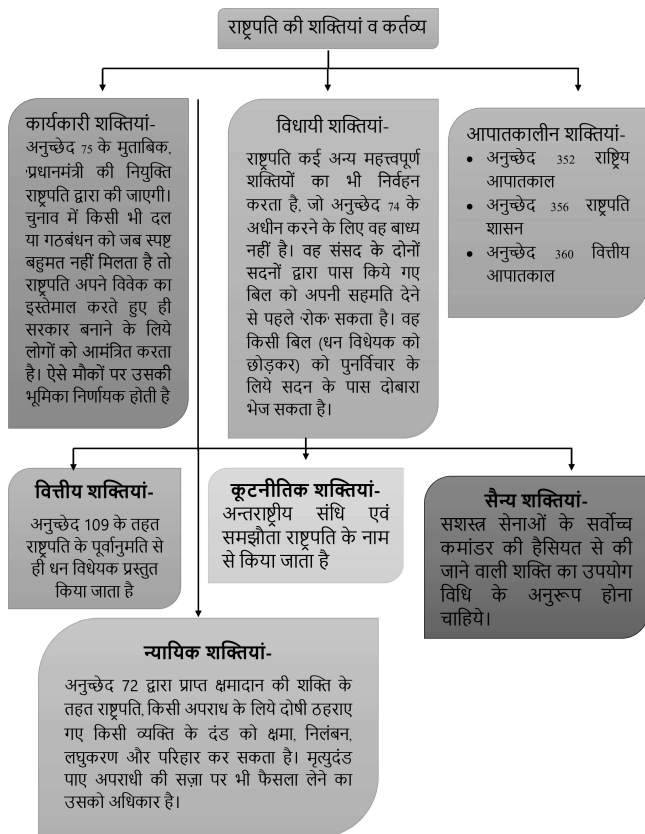 राष्ट्रपति की शक्तियां व कर्तव्य
कार्यकारी शक्तियां-
अनुच्छेद 75 के मुताबिक,
'प्रधानमंत्री की नियुक्ति
राष्ट्रपति द्वारा की जाएगी।
चुनाव में किसी भी दल
या गठबंधन को जब स्पष्ट
बहुमत नहीं मिलता है तो
राष्ट्रपति अपने विवेक का
इस्तेमाल करते हुए ही
सरकार बनाने के लिये
लोगों को आमंत्रित करता
है। ऐसे मौकों पर उसकी
भूमिका निर्णायक होती है
विधायी शक्तियां-
राष्ट्रपति कई अन्य महत्त्वपूर्ण
शक्तियों का भी निर्वहन
करता है, जो अनुच्छेद 74 के
अधीन करने के लिए वह बाध्य
नहीं है। वह संसद के दोनों
सदनों द्वारा पास किये गए
बिल को अपनी सहमति देने
से पहले 'रोक' सकता है। वह
किसी बिल (धन विधेयक को
छोड़कर) को पुनर्विचार के
लिये सदन के पास दोबारा
भेज सकता है।
आपातकालीन शक्तियां-
• अनुच्छेद 352 राष्ट्रिय
आपातकाल
• अनुच्छेद 356 राष्ट्रपति
शासन
• अनुच्छेद 360 वित्तीय
आपातकाल
वित्तीय शक्तियां-
अनुच्छेद 109 के तहत
राष्ट्रपति के पूर्वानुमति से
ही धन विधेयक प्रस्तुत
किया जाता है
कूटनीतिक शक्तियां-
अन्तराष्ट्रीय संधि एवं
समझौता राष्ट्रपति के नाम
से किया जाता है
सैन्य शक्तियां-
सशस्त्र सेनाओं के सर्वोच्च
कमांडर की हैसियत से की
जाने वाली शक्ति का उपयोग
विधि के अनुरूप होना
चाहिये।
न्यायिक शक्तियां-
अनुच्छेद 72 द्वारा प्राप्त क्षमादान की शक्ति के
तहत राष्ट्रपति, किसी अपराध के लिये दोषी ठहराए
गए किसी व्यक्ति के दंड को क्षमा, निलंबन,
लघुकरण और परिहार कर सकता है। मृत्युदंड
पाए अपराधी की सज़ा पर भी फैसला लेने का
उसको अधिकार है।